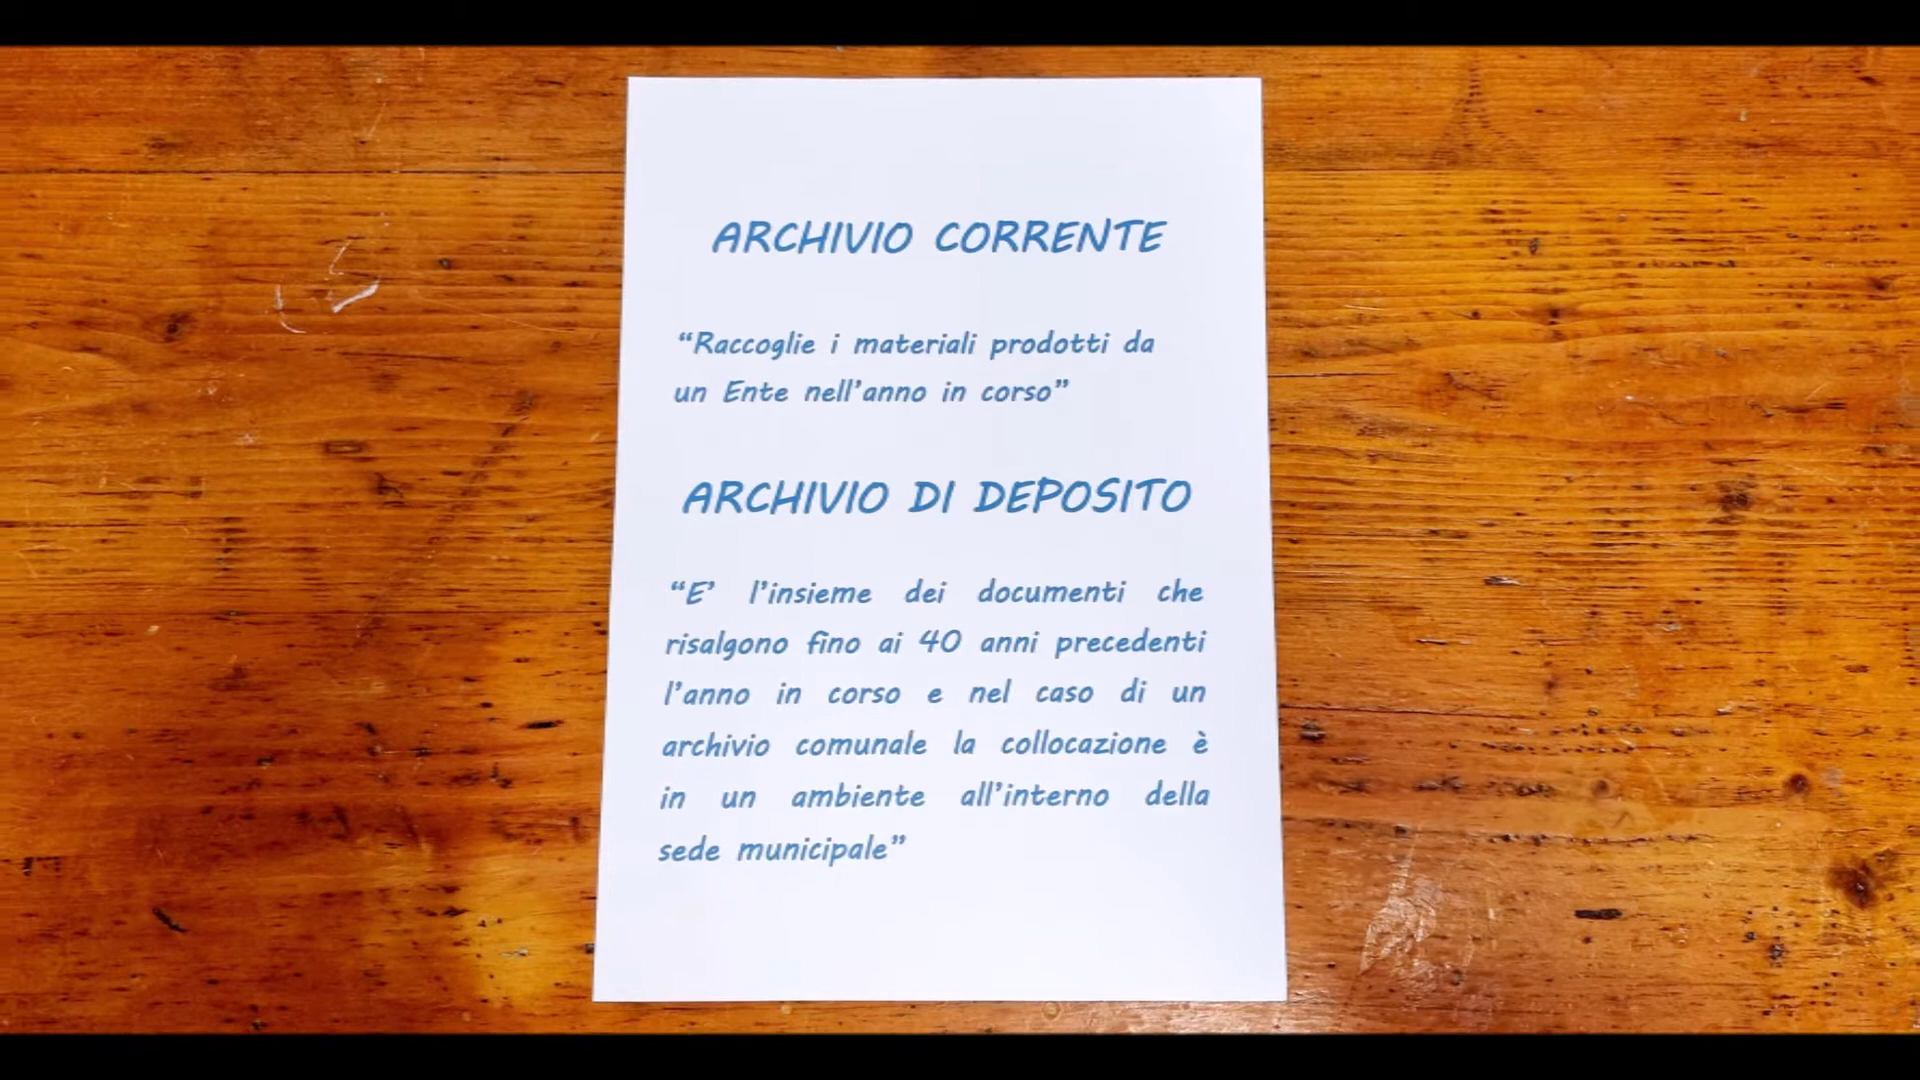 ARCHIVIO CORRENTE
“Raccoglie i materiali prodotti da
un Ente nell’anno in corso”
ARCHIVIO DI DEPOSITO
“E’ l’insieme dei documenti che
risalgono fino ai 40 anni precedenti
l’anno in corso e nel caso di un
archivio comunale la collocazione è
in un ambiente all’interno della
sede municipale”